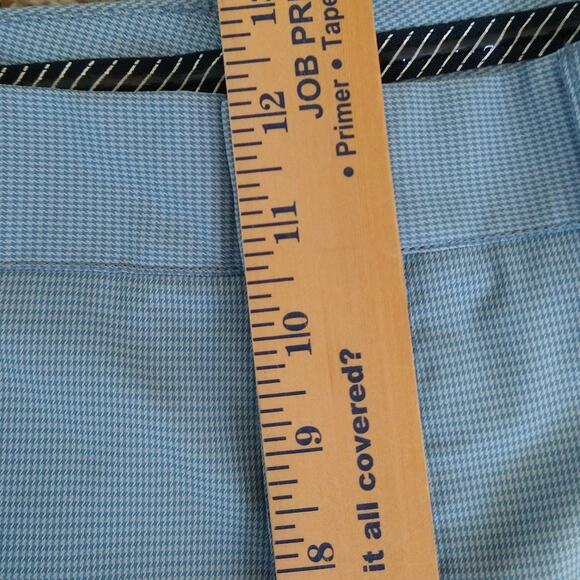 JOB PR
• Primer • Tape
it all covered?
12
11
10
9
8